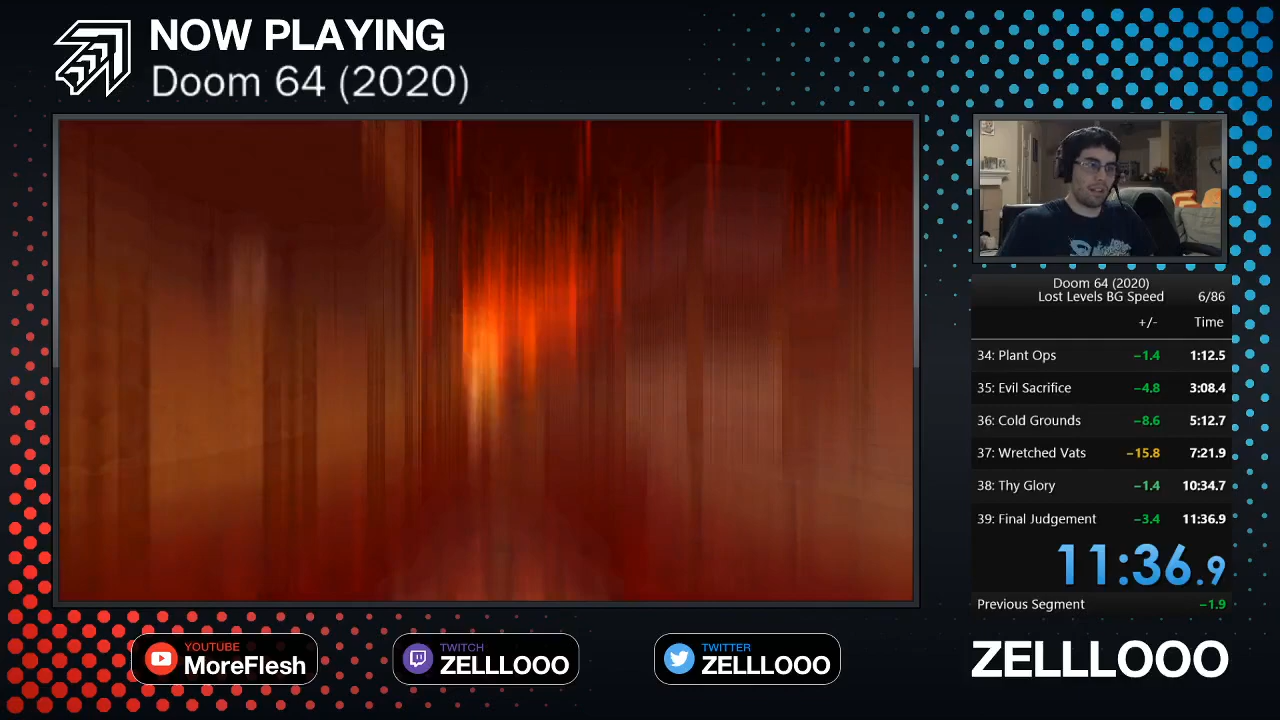 NOW PLAYING
Doom 64 (2020)
Doom 64 (2020)
Lost Levels BG Speed 6/86
+/- Time
34: Plant Ops −1.4 1:12.5
35: Evil Sacrifice −4.8 3:08.4
36: Cold Grounds −8.6 5:12.7
37: Wretched Vats −15.8 7:21.9
38: Thy Glory −1.4 10:34.7
39: Final Judgement −3.4 11:36.9
11:36.9
Previous Segment −1.9
YOUTUBE
MoreFlesh
TWITCH
ZELLLOOO
TWITTER
ZELLLOOO
ZELLLOOO